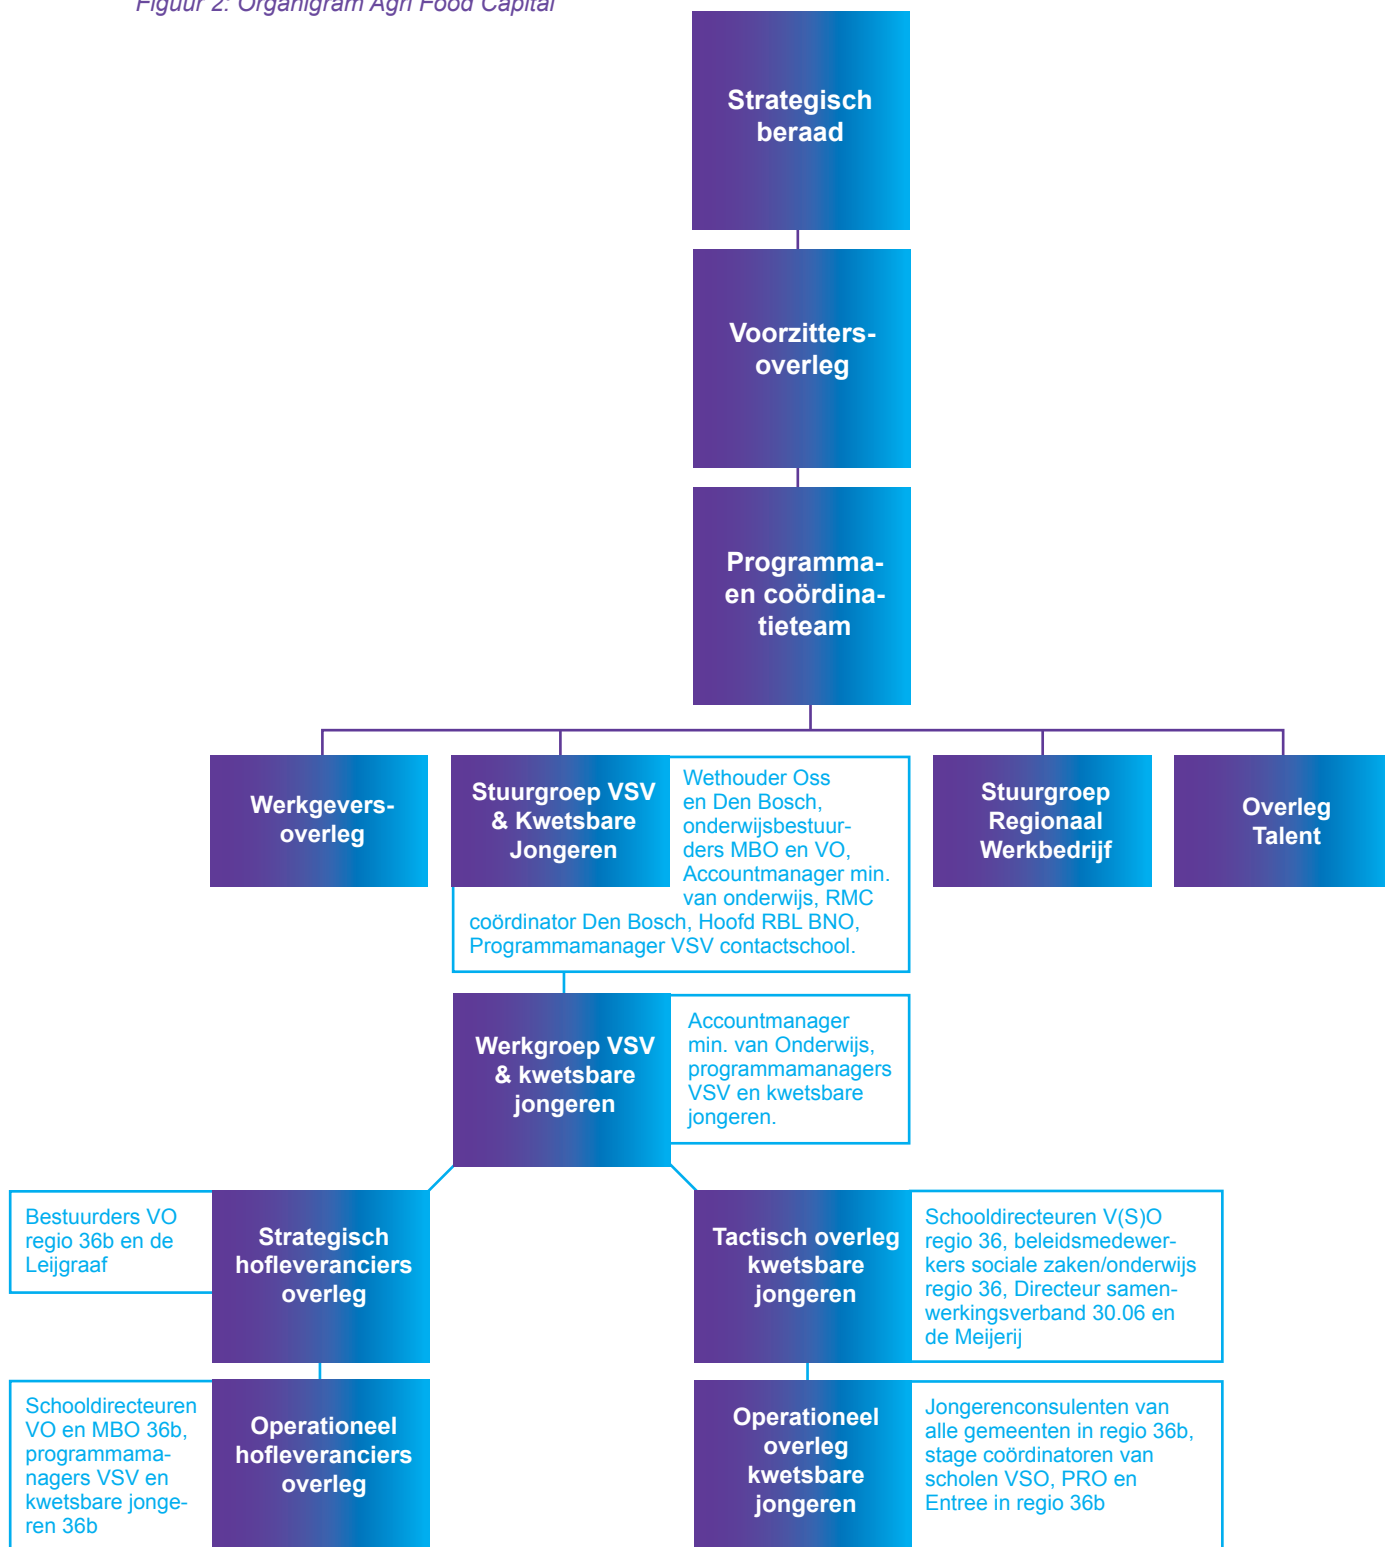 Figuur 2: Organigram Agri Food Capital
Strategisch
beraad
Voorzitters-
overleg
Programma-
en coördina-
tieteam
Werkgevers-
overleg
Stuurgroep VSV
& Kwetsbare
Jongeren
Wethouder Oss
en Den Bosch,
onderwijsbestuur-
ders MBO en VO,
Accountmanager min.
van onderwijs, RMC
coördinator Den Bosch, Hoofd RBL BNO,
Programmamanager VSV contactschool.
Stuurgroep
Regionaal
Werkbedrijf
Overleg
Talent
Werkgroep VSV
& kwetsbare
jongeren
Accountmanager
min. van Onderwijs,
programmamanagers
VSV en kwetsbare
jongeren.
Bestuurders VO
regio 36b en de
Leijgraaf
Strategisch
hofleveranciers
overleg
Tactisch overleg
kwetsbare
jongeren
Schooldirecteuren V(S)O
regio 36, beleidsmedewer-
kers sociale zaken/onderwijs
regio 36, Directeur samen-
werkingsverband 30.06 en
de Meijerij
Schooldirecteuren
VO en MBO 36b,
programmama-
nagers VSV en
kwetsbare jonge-
ren 36b
Operationeel
hofleveranciers
overleg
Operationeel
overleg
kwetsbare
jongeren
Jongerenconsulenten van
alle gemeenten in regio 36b,
stage coördinatoren van
scholen VSO, PRO en
Entree in regio 36b